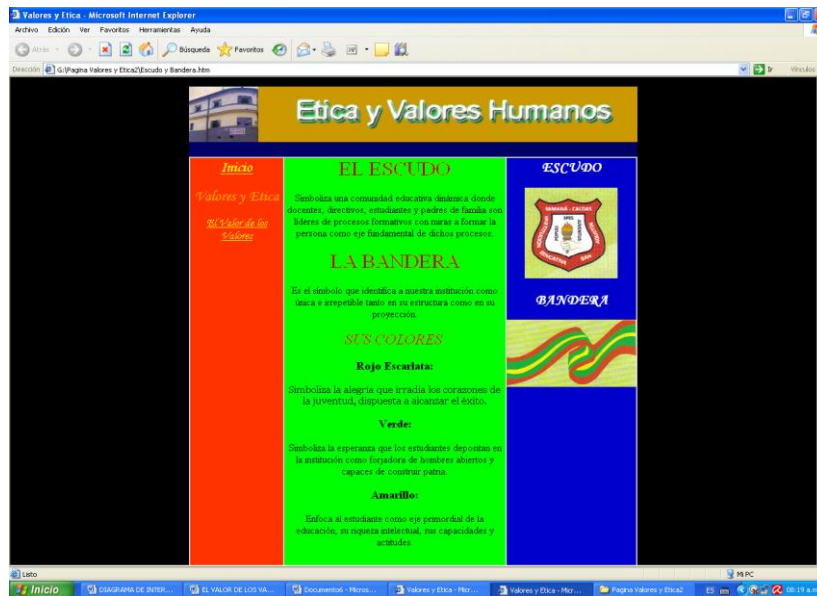 Valores y Etica - Microsoft Internet Explorer
Archivo Edición Ver Favoritos Herramientas Ayuda
Atrás Búsqueda Favoritos
Dirección G:\Pagina Valores y Etica2\Escudo y Bandera.htm Ir Vínculos
Etica y Valores Humanos
Inicio
Valores y Etica
El Valor de los
Valores
EL ESCUDO
Simboliza una comunidad educativa dinámica donde
docentes, directivos, estudiantes y padres de familia son
líderes de procesos formativos con miras a formar la
persona como eje fundamental de dichos procesos.
LA BANDERA
Es el símbolo que identifica a nuestra institución como
única e irrepetible tanto en su estructura como en su
proyección.
SUS COLORES
Rojo Escarlata:
Simboliza la alegría que irradia los corazones de
la juventud, dispuesta a alcanzar el éxito.
Verde:
Simboliza la esperanza que los estudiantes depositan en
la institución como forjadora de hombres abiertos y
capaces de construir patria.
Amarillo:
Enfoca al estudiante como eje primordial de la
educación, su riqueza intelectual, sus capacidades y
actitudes.
ESCUDO
SAMANÁ - CALDAS
BANDERA
Listo Mi PC
Inicio DIAGRAMA DE INTER... EL VALOR DE LOS VA... Documento6 - Micros... Valores y Etica - Micr... Valores y Etica - Micr... Pagina Valores y Etica2 ES 08:19 a.m.